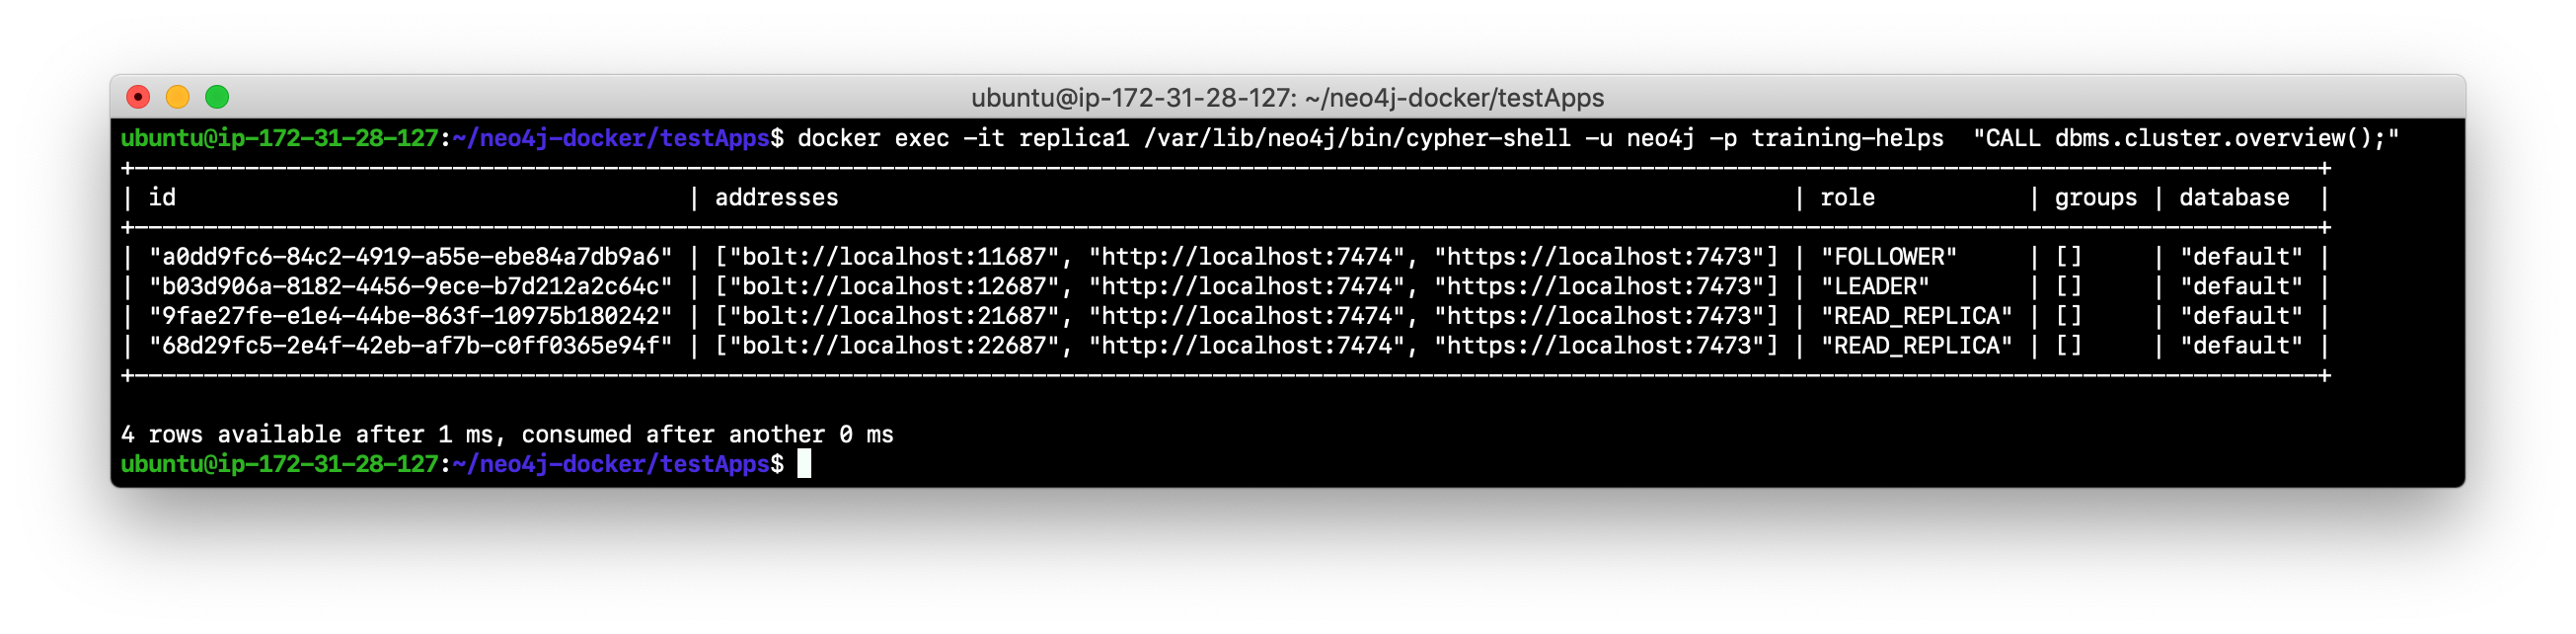 ubuntu@ip-172-31-28-127: ~/neo4j-docker/testApps
ubuntu@ip-172-31-28-127:~/neo4j-docker/testApps$ docker exec -it replica1 /var/lib/neo4j/bin/cypher-shell -u neo4j -p training-helps  "CALL dbms.cluster.overview();"
| id | addresses | role | groups | database |
| "a0dd9fc6-84c2-4919-a55e-ebe84a7db9a6" | ["bolt://localhost:11687", "http://localhost:7474", "https://localhost:7473"] | "FOLLOWER" | [] | "default" |
| "b03d906a-8182-4456-9ece-b7d212a2c64c" | ["bolt://localhost:12687", "http://localhost:7474", "https://localhost:7473"] | "LEADER" | [] | "default" |
| "9fae27fe-e1e4-44be-863f-10975b180242" | ["bolt://localhost:21687", "http://localhost:7474", "https://localhost:7473"] | "READ_REPLICA" | [] | "default" |
| "68d29fc5-2e4f-42eb-af7b-c0ff0365e94f" | ["bolt://localhost:22687", "http://localhost:7474", "https://localhost:7473"] | "READ_REPLICA" | [] | "default" |
4 rows available after 1 ms, consumed after another 0 ms
ubuntu@ip-172-31-28-127:~/neo4j-docker/testApps$